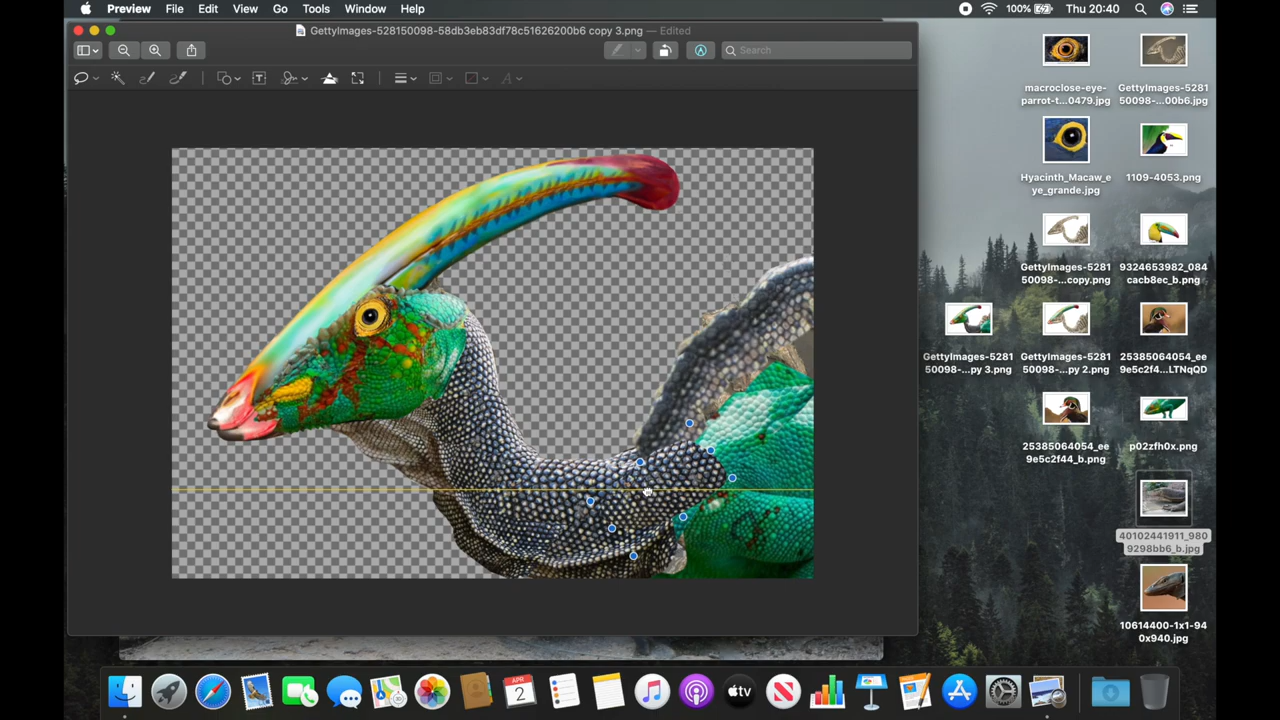 Preview File Edit View Go Tools Window Help
100% Thu 20:40
GettyImages-528150098-58db3eb83df78c51626200b6 copy 3.png — Edited
Search
macroclose-eye-
parrot-t...0479.jpg
GettyImages-5281
50098-...00b6.jpg
Hyacinth_Macaw_e
ye_grande.jpg
1109-4053.png
GettyImages-5281
50098-...copy.png
9324653982_084
cacb8ec_b.png
GettyImages-5281
50098-...py 3.png
GettyImages-5281
50098-...py 2.png
25385064054_ee
9e5c2f4...LTNqQD
25385064054_ee
9e5c2f44_b.png
p02zfh0x.png
40102441911_980
9298bb6_b.jpg
10614400-1x1-94
0x940.jpg
APR
2
tv